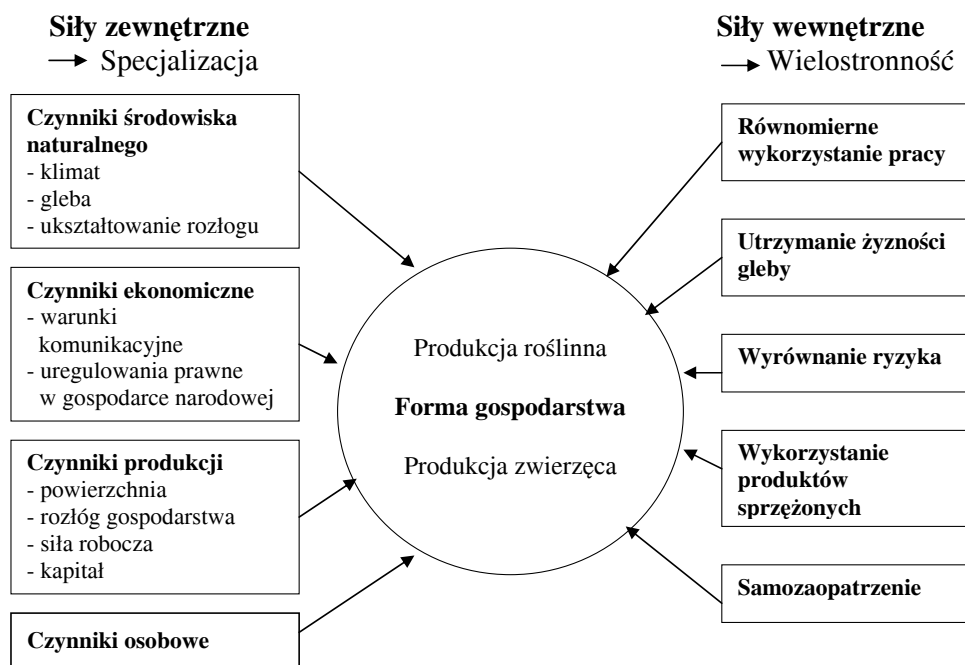 Siły zewnętrzne
Specjalizacja
Czynniki środowiska
naturalnego
- klimat
- gleba
- ukształtowanie rozłogu
Czynniki ekonomiczne
- warunki
komunikacyjne
- uregulowania prawne
w gospodarce narodowej
Czynniki produkcji
- powierzchnia
- rozłóg gospodarstwa
- siła robocza
- kapitał
Czynniki osobowe
Produkcja roślinna
Forma gospodarstwa
Produkcja zwierzęca
Siły wewnętrzne
Wielostronność
Równomierne
wykorzystanie pracy
Utrzymanie żyzności
gleby
Wyrównanie ryzyka
Wykorzystanie
produktów
sprzężonych
Samozaopatrzenie